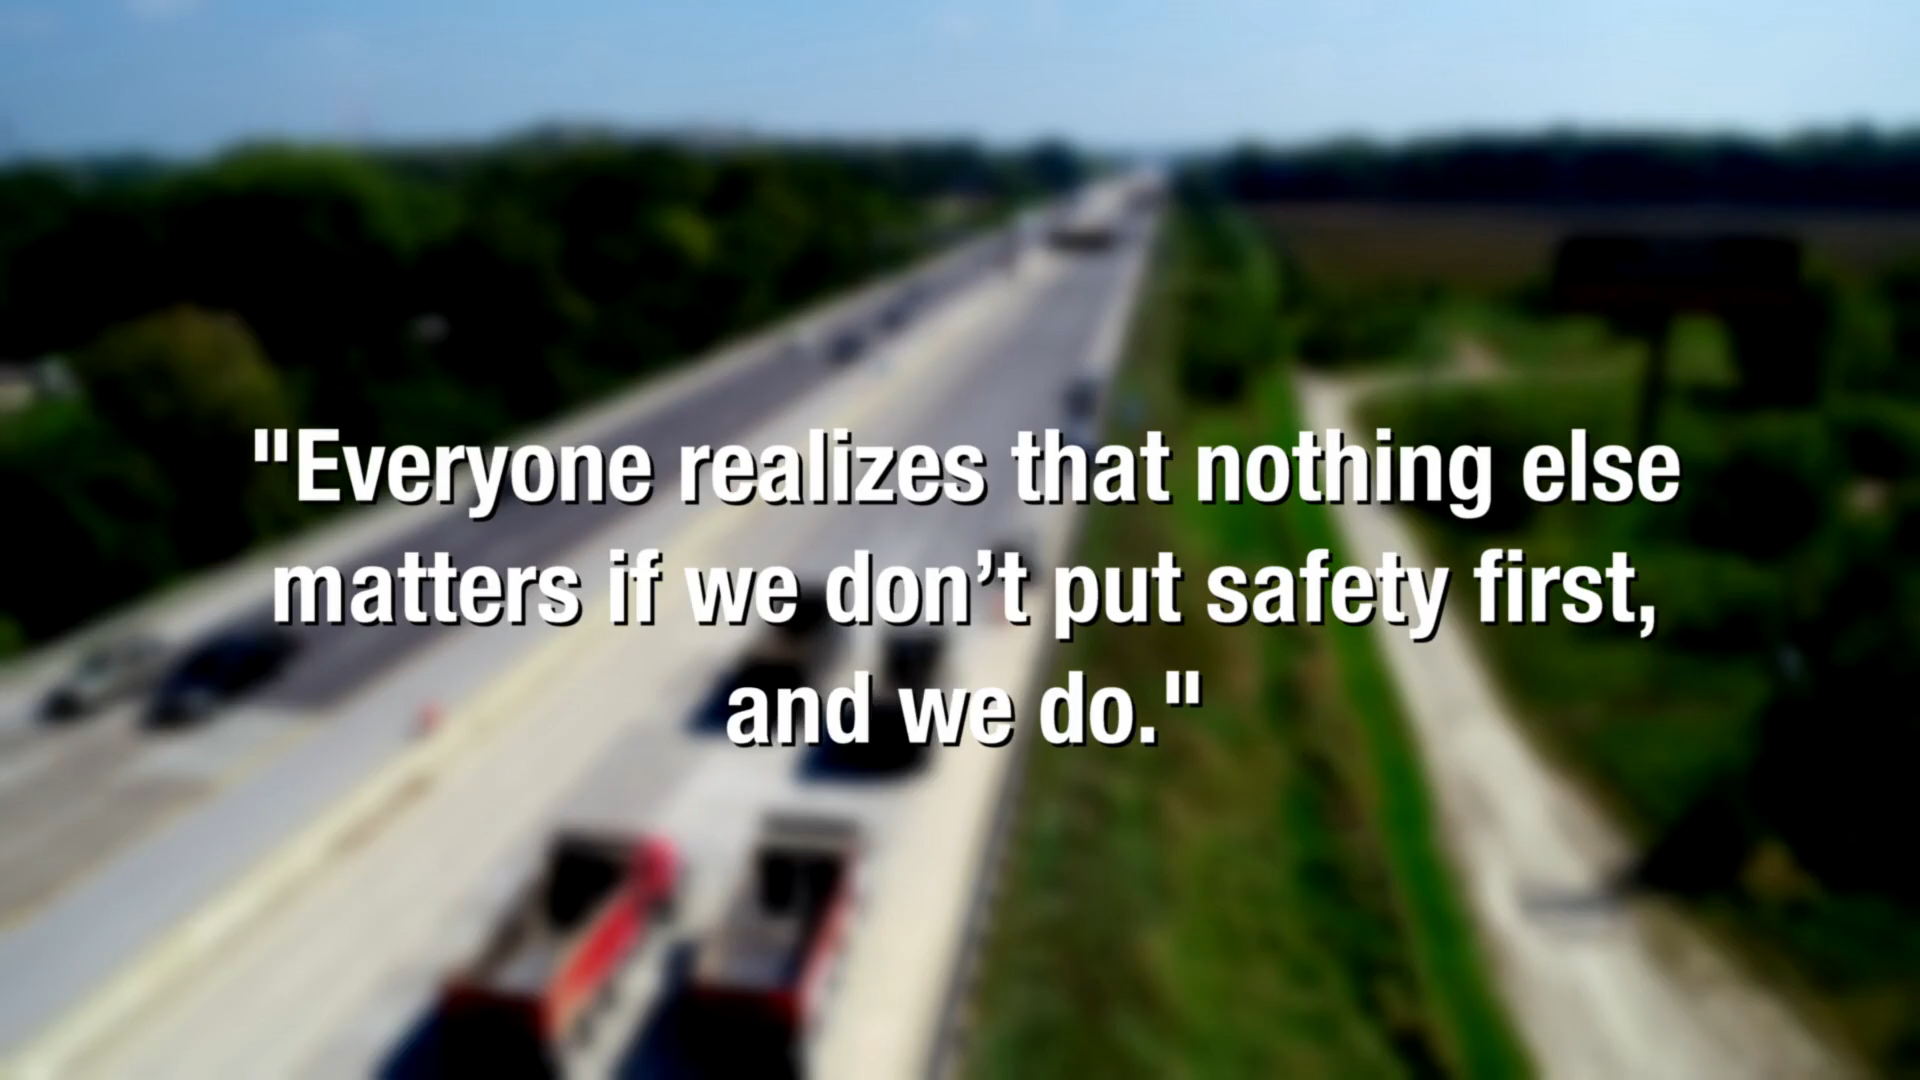 "Everyone realizes that nothing else
matters if we don’t put safety first,
and we do."